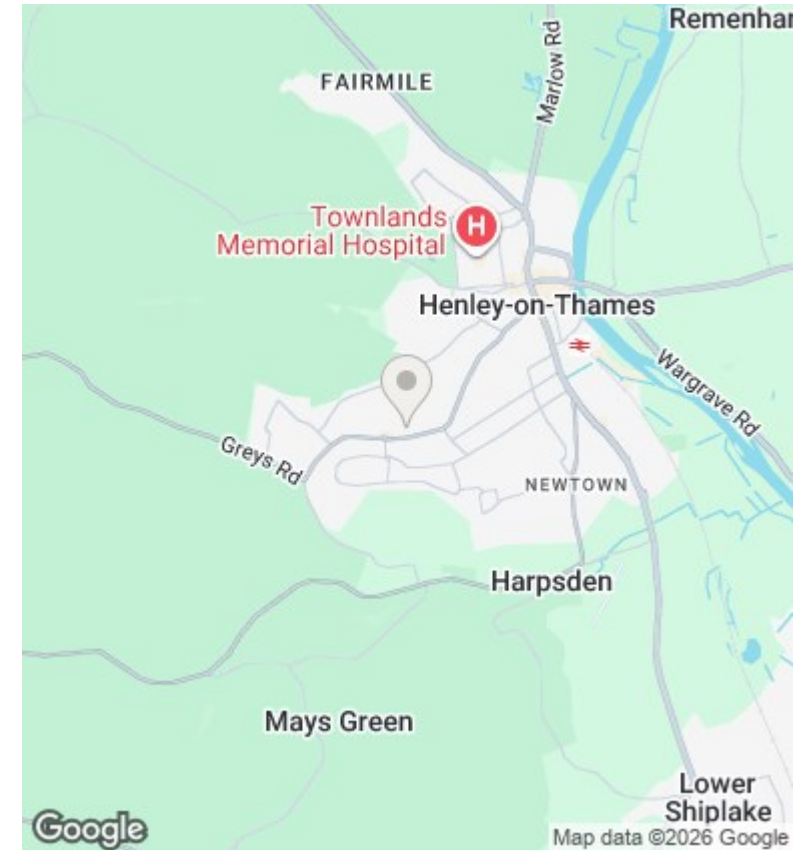 Remenhar
Marlow Rd
FAIRMILE
Townlands
Memorial Hospital
H
Henley-on-Thames
Wargrave Rd
Greys Rd
NEWTOWN
Harpsden
Mays Green
Lower
Shiplake
Google
Map data ©2026 Google